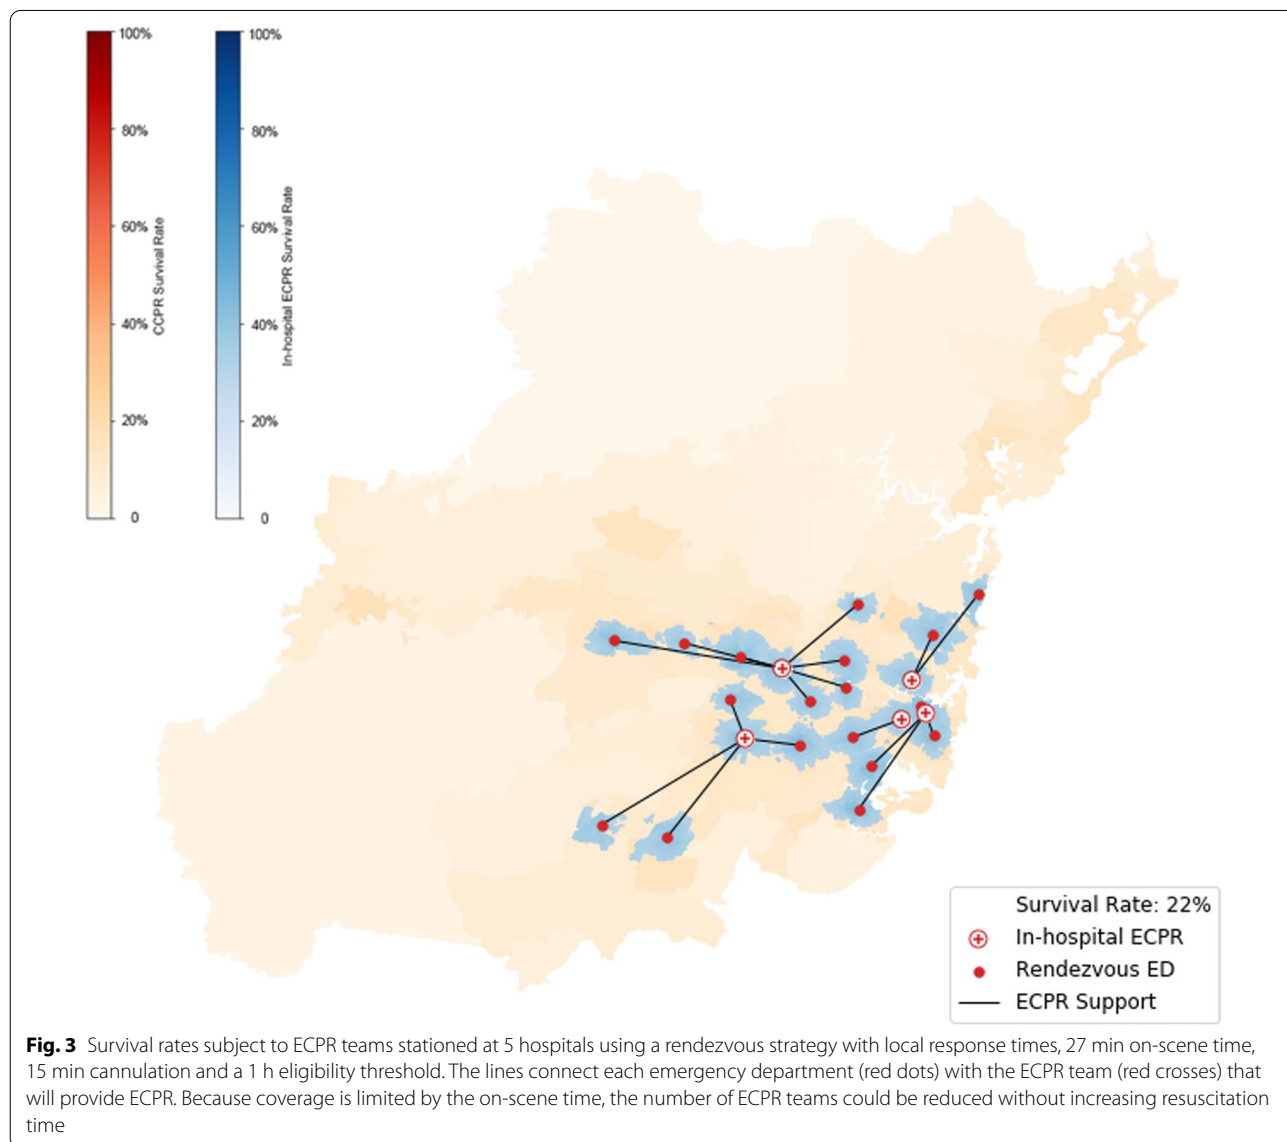 100%
80%
60%
40%
20%
0
CCPR Survival Rate
100%
80%
60%
40%
20%
0
In-hospital ECPR Survival Rate
Survival Rate: 22%
In-hospital ECPR
Rendezvous ED
ECPR Support
Fig. 3 Survival rates subject to ECPR teams stationed at 5 hospitals using a rendezvous strategy with local response times, 27 min on-scene time,
15 min cannulation and a 1 h eligibility threshold. The lines connect each emergency department (red dots) with the ECPR team (red crosses) that
will provide ECPR. Because coverage is limited by the on-scene time, the number of ECPR teams could be reduced without increasing resuscitation
time